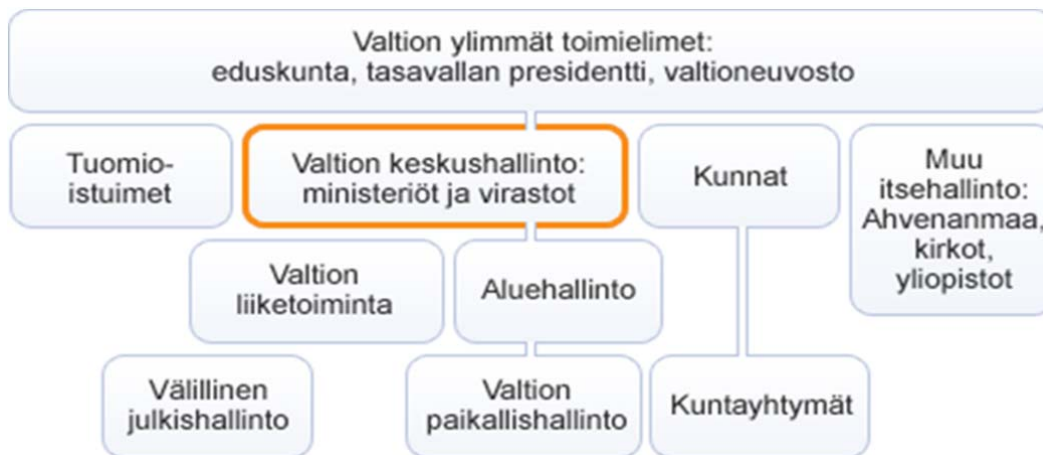 Valtion ylimmät toimielimet:
eduskunta, tasavallan presidentti, valtioneuvosto
Tuomio-
istuimet
Valtion keskushallinto:
ministeriöt ja virastot
Kunnat
Muu
itsehallinto:
Ahvenanmaa,
kirkot,
yliopistot
Valtion
liiketoiminta
Aluehallinto
Välillinen
julkishallinto
Valtion
paikallishallinto
Kuntayhtymät